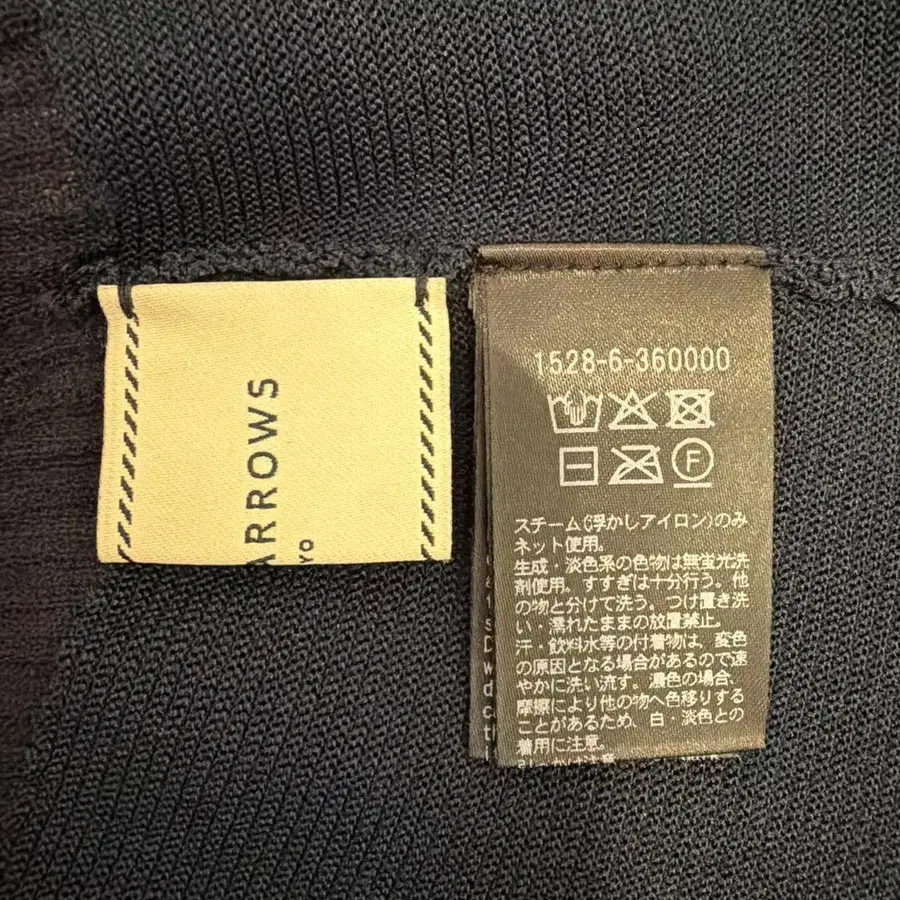 ARROWS
YO
1528-6-360000
F
スチーム(浮かしアイロン)のみ
ネット使用。
生成・淡色系の色物は無蛍光洗
剤使用。すすぎは十分行う。他
の物と分けて洗う。つけ置き洗
い・濡れたままの放置禁止。
汗・飲料水等の付着物は、変色
の原因となる場合があるので速
やかに洗い流す。濃色の場合、
摩擦により他の物へ色移りする
ことがあるため、白・淡色との
着用に注意。